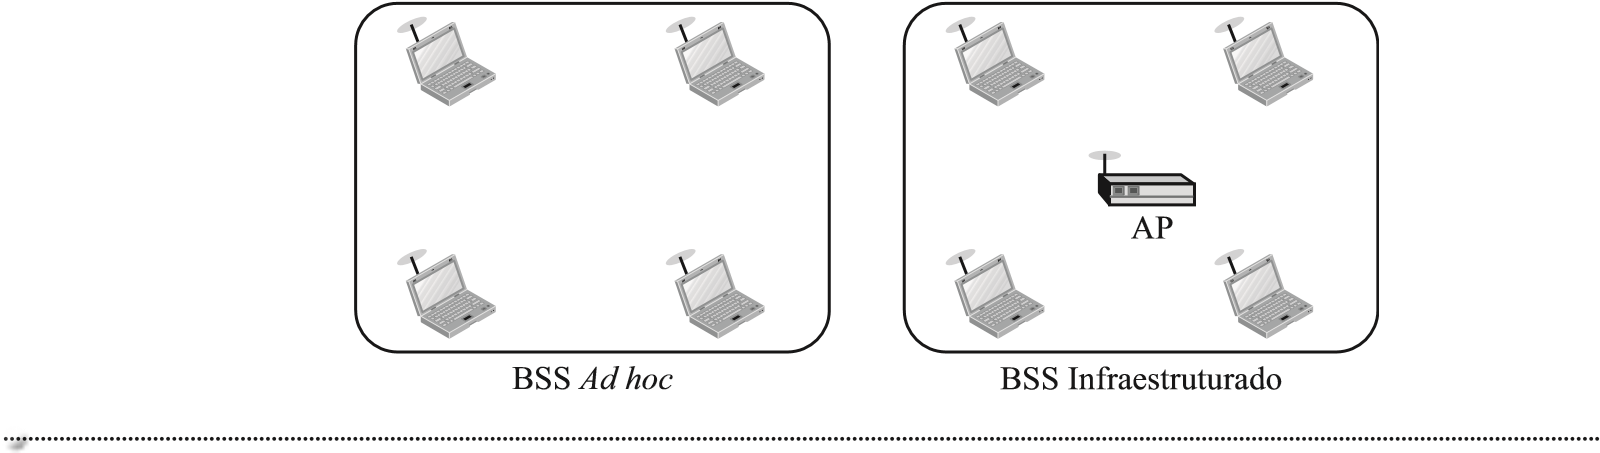 AP
BSS Ad hoc
BSS Infraestruturado